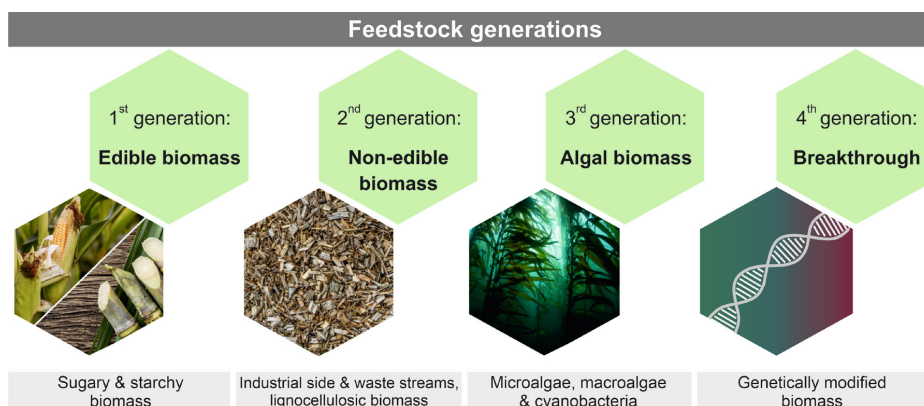 Feedstock generations
1st generation:
Edible biomass
2nd generation:
Non-edible
biomass
3rd generation:
Algal biomass
4th generation:
Breakthrough
Sugary & starchy
biomass
Industrial side & waste streams,
lignocellulosic biomass
Microalgae, macroalgae
& cyanobacteria
Genetically modified
biomass